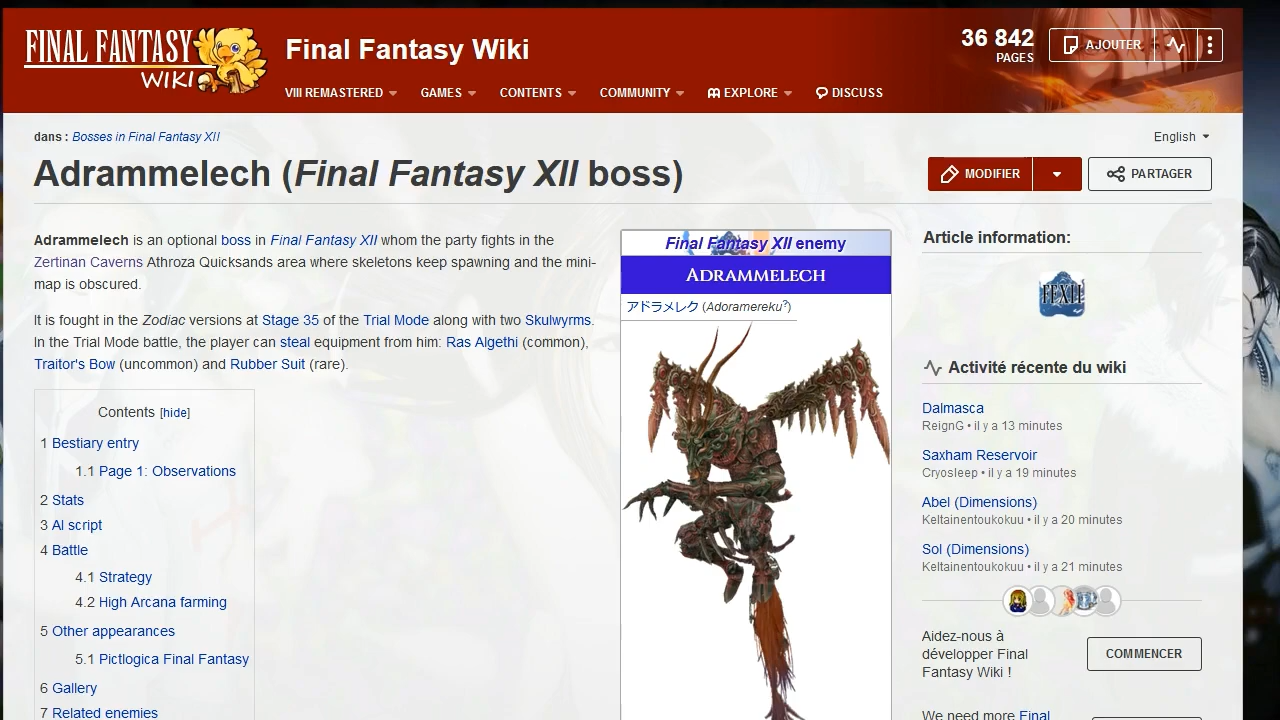 FINAL FANTASY
WIKI
Final Fantasy Wiki
36 842
PAGES
AJOUTER
VIII REMASTERED
GAMES
CONTENTS
COMMUNITY
EXPLORE
DISCUSS
dans : Bosses in Final Fantasy XII
English
Adrammelech (Final Fantasy XII boss)
MODIFIER
PARTAGER
Adrammelech is an optional boss in Final Fantasy XII whom the party fights in the
Zertinan Caverns Athroza Quicksands area where skeletons keep spawning and the mini-
map is obscured.
It is fought in the Zodiac versions at Stage 35 of the Trial Mode along with two Skulwyrms.
In the Trial Mode battle, the player can steal equipment from him: Ras Algethi (common),
Traitor's Bow (uncommon) and Rubber Suit (rare).
Contents [hide]
1 Bestiary entry
1.1 Page 1: Observations
2 Stats
3 AI script
4 Battle
4.1 Strategy
4.2 High Arcana farming
5 Other appearances
5.1 Pictlogica Final Fantasy
6 Gallery
7 Related enemies
Final Fantasy XII enemy
ADRAMMELECH
アドラメレク (Adoramereku?)
Article information:
FFXII
Activité récente du wiki
Dalmasca
ReignG • il y a 13 minutes
Saxham Reservoir
Cryosleep • il y a 19 minutes
Abel (Dimensions)
Keltainentoukokuu • il y a 20 minutes
Sol (Dimensions)
Keltainentoukokuu • il y a 21 minutes
Aidez-nous à
développer Final
Fantasy Wiki !
COMMENCER
We need more Final